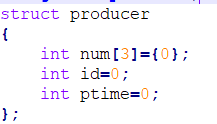 struct producer
{
    int num[3]={0};
    int id=0;
    int ptime=0;
};